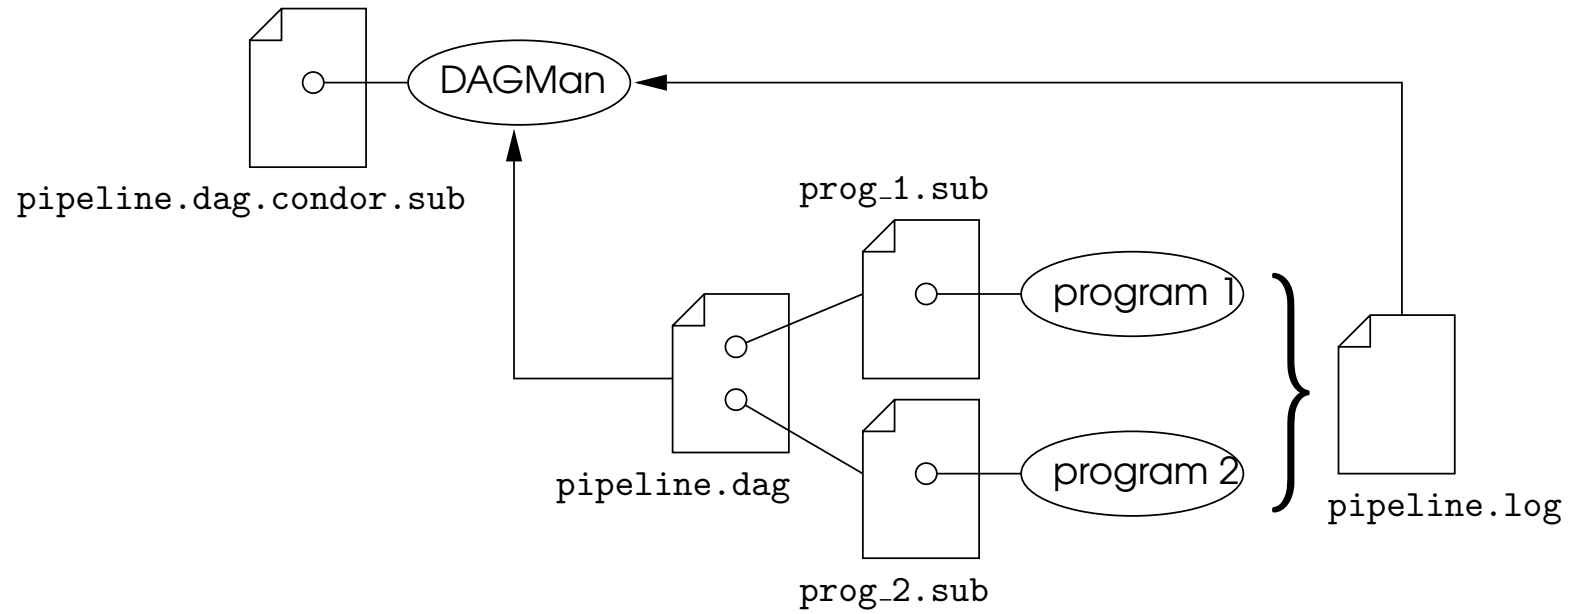 DAGMan
pipeline.dag.condor.sub
prog_1.sub
program 1
pipeline.dag
program 2
pipeline.log
prog_2.sub